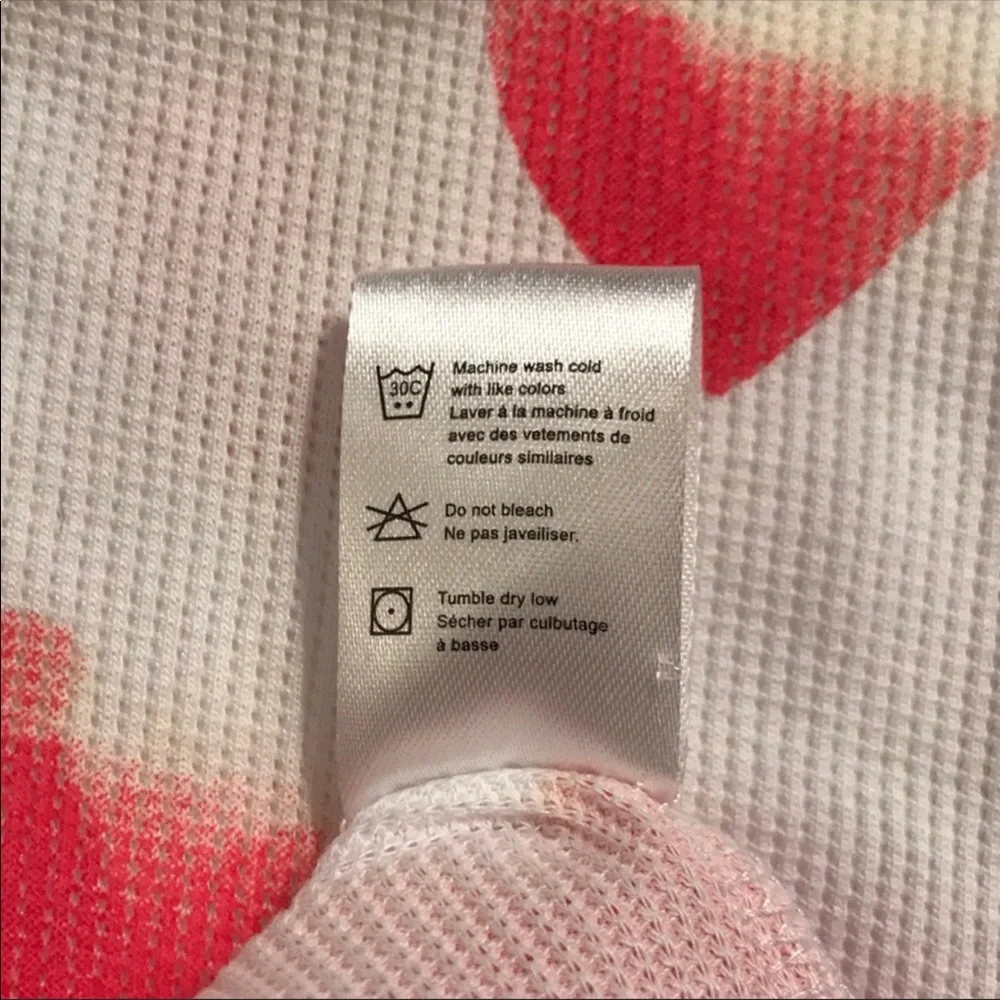 30C
Machine wash cold
with like colors
Laver à la machine à froid
avec des vetements de
couleurs similaires
Do not bleach
Ne pas javeiliser.
Tumble dry low
Sécher par culbutage
à basse